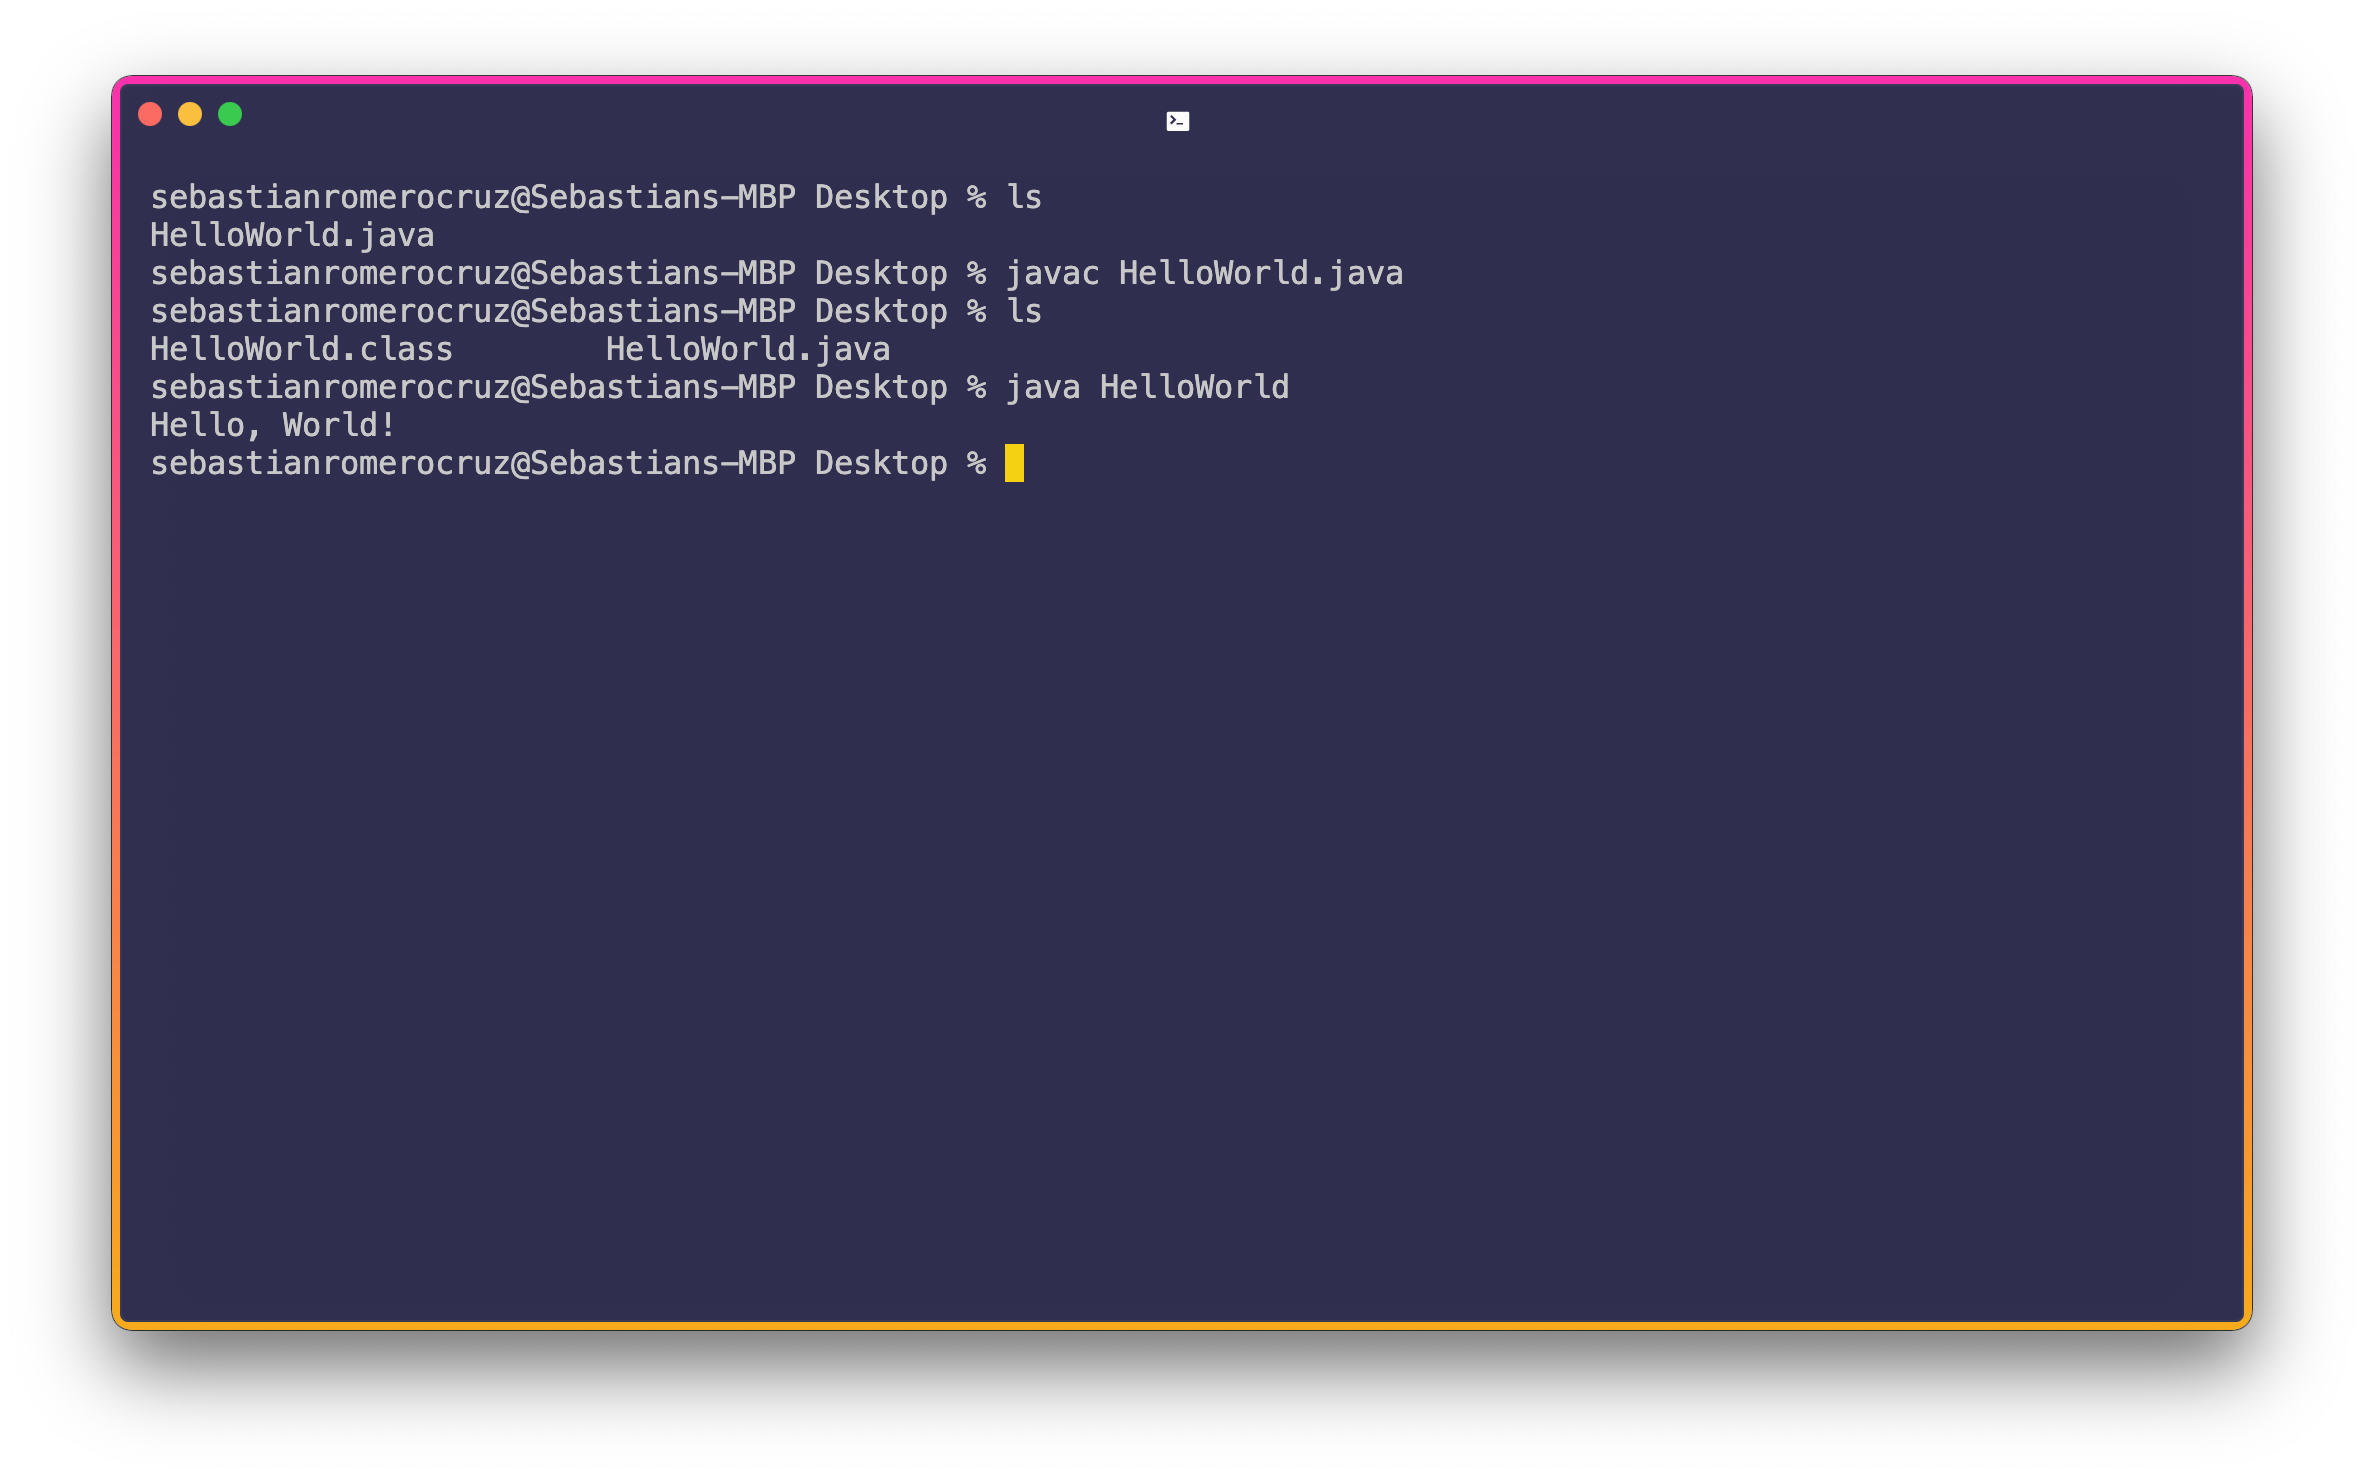 sebastianromerocruz@Sebastians-MBP Desktop % ls
HelloWorld.java
sebastianromerocruz@Sebastians-MBP Desktop % javac HelloWorld.java
sebastianromerocruz@Sebastians-MBP Desktop % ls
HelloWorld.class        HelloWorld.java
sebastianromerocruz@Sebastians-MBP Desktop % java HelloWorld
Hello, World!
sebastianromerocruz@Sebastians-MBP Desktop %